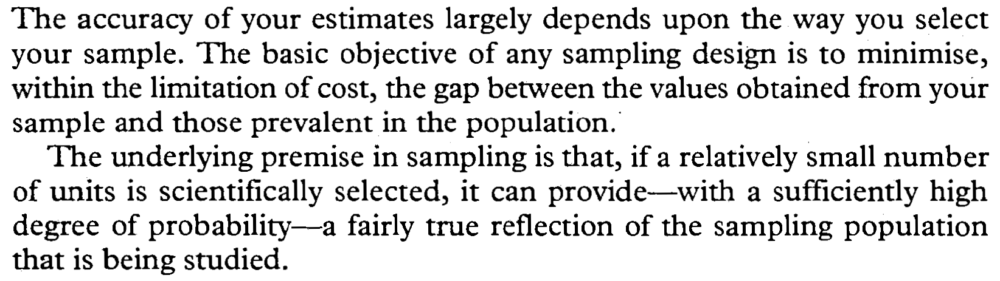 The accuracy of your estimates largely depends upon the way you select
your sample. The basic objective of any sampling design is to minimise,
within the limitation of cost, the gap between the values obtained from your
sample and those prevalent in the population.
The underlying premise in sampling is that, if a relatively small number
of units is scientifically selected, it can provide—with a sufficiently high
degree of probability—a fairly true reflection of the sampling population
that is being studied.